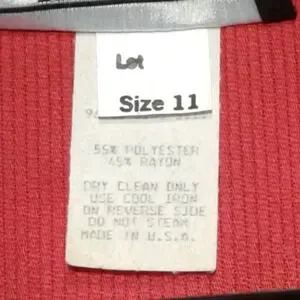 Lot
Size 11
55% POLYESTER
45% RAYON
DRY CLEAN ONLY
USE COOL IRON
ON REVERSE SIDE
DO NOT STEAM
MADE IN U.S.A.